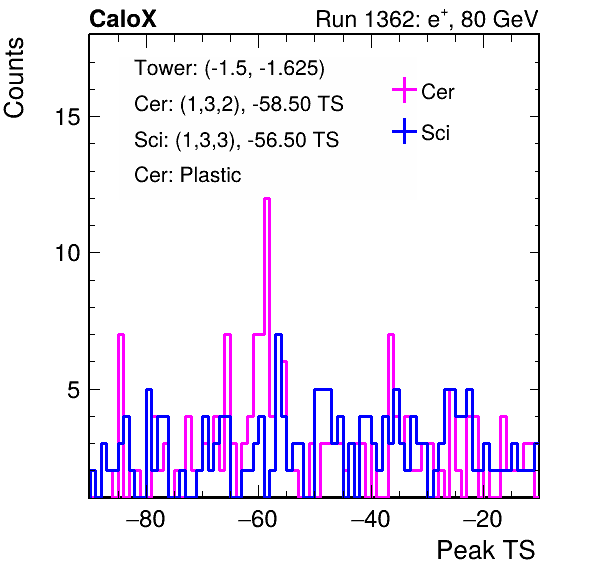 CaloX Run 1362: e⁺, 80 GeV
Counts
Tower: (-1.5, -1.625)
Cer: (1,3,2), -58.50 TS
Sci: (1,3,3), -56.50 TS
Cer: Plastic
Cer
Sci
15
10
5
−80 −60 −40 −20
Peak TS